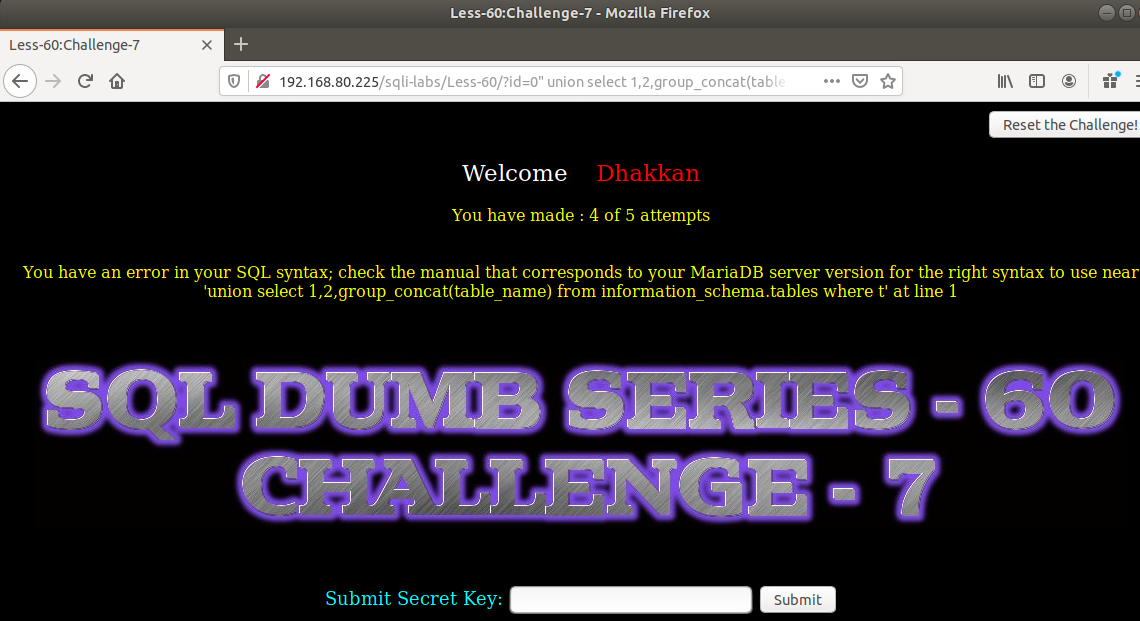 Less-60:Challenge-7 - Mozilla Firefox
Less-60:Challenge-7
192.168.80.225/sqli-labs/Less-60/?id=0" union select 1,2,group_concat(table
Reset the Challenge!
Welcome Dhakkan
You have made : 4 of 5 attempts
You have an error in your SQL syntax; check the manual that corresponds to your MariaDB server version for the right syntax to use near
'union select 1,2,group_concat(table_name) from information_schema.tables where t' at line 1
SQL DUMB SERIES - 60
CHALLENGE - 7
Submit Secret Key:
Submit